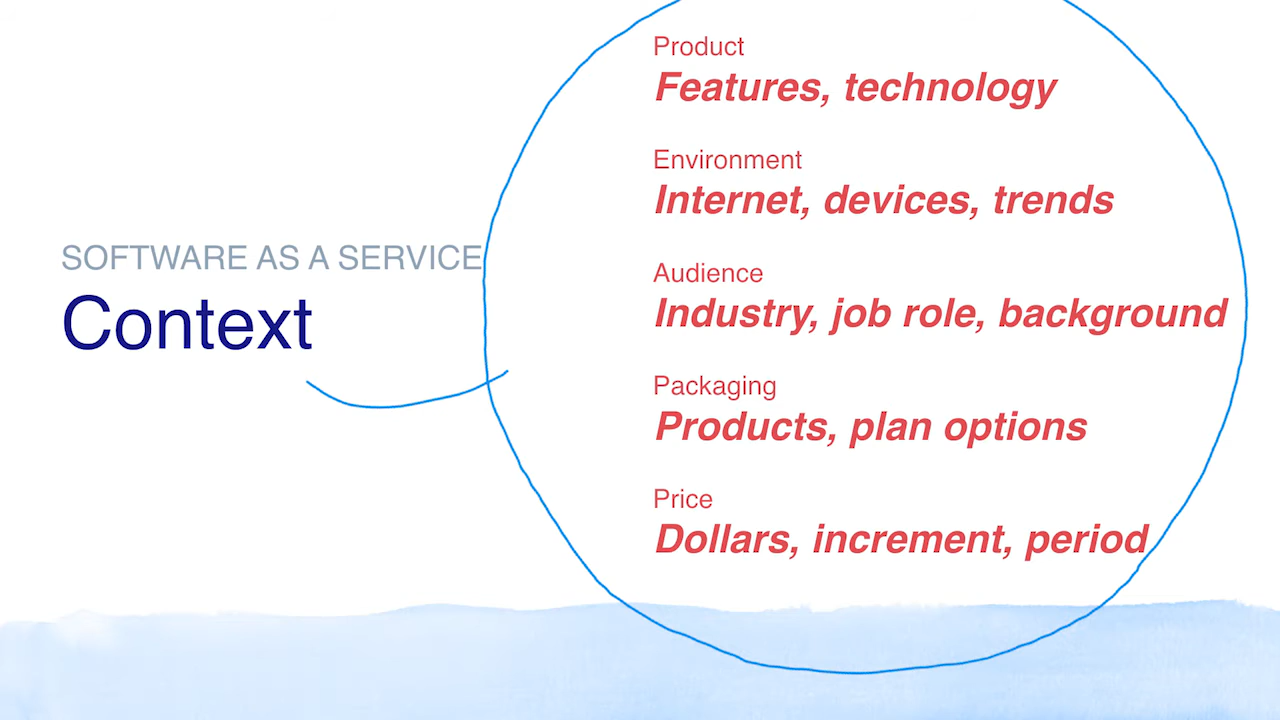 SOFTWARE AS A SERVICE
Context
Product
Features, technology
Environment
Internet, devices, trends
Audience
Industry, job role, background
Packaging
Products, plan options
Price
Dollars, increment, period